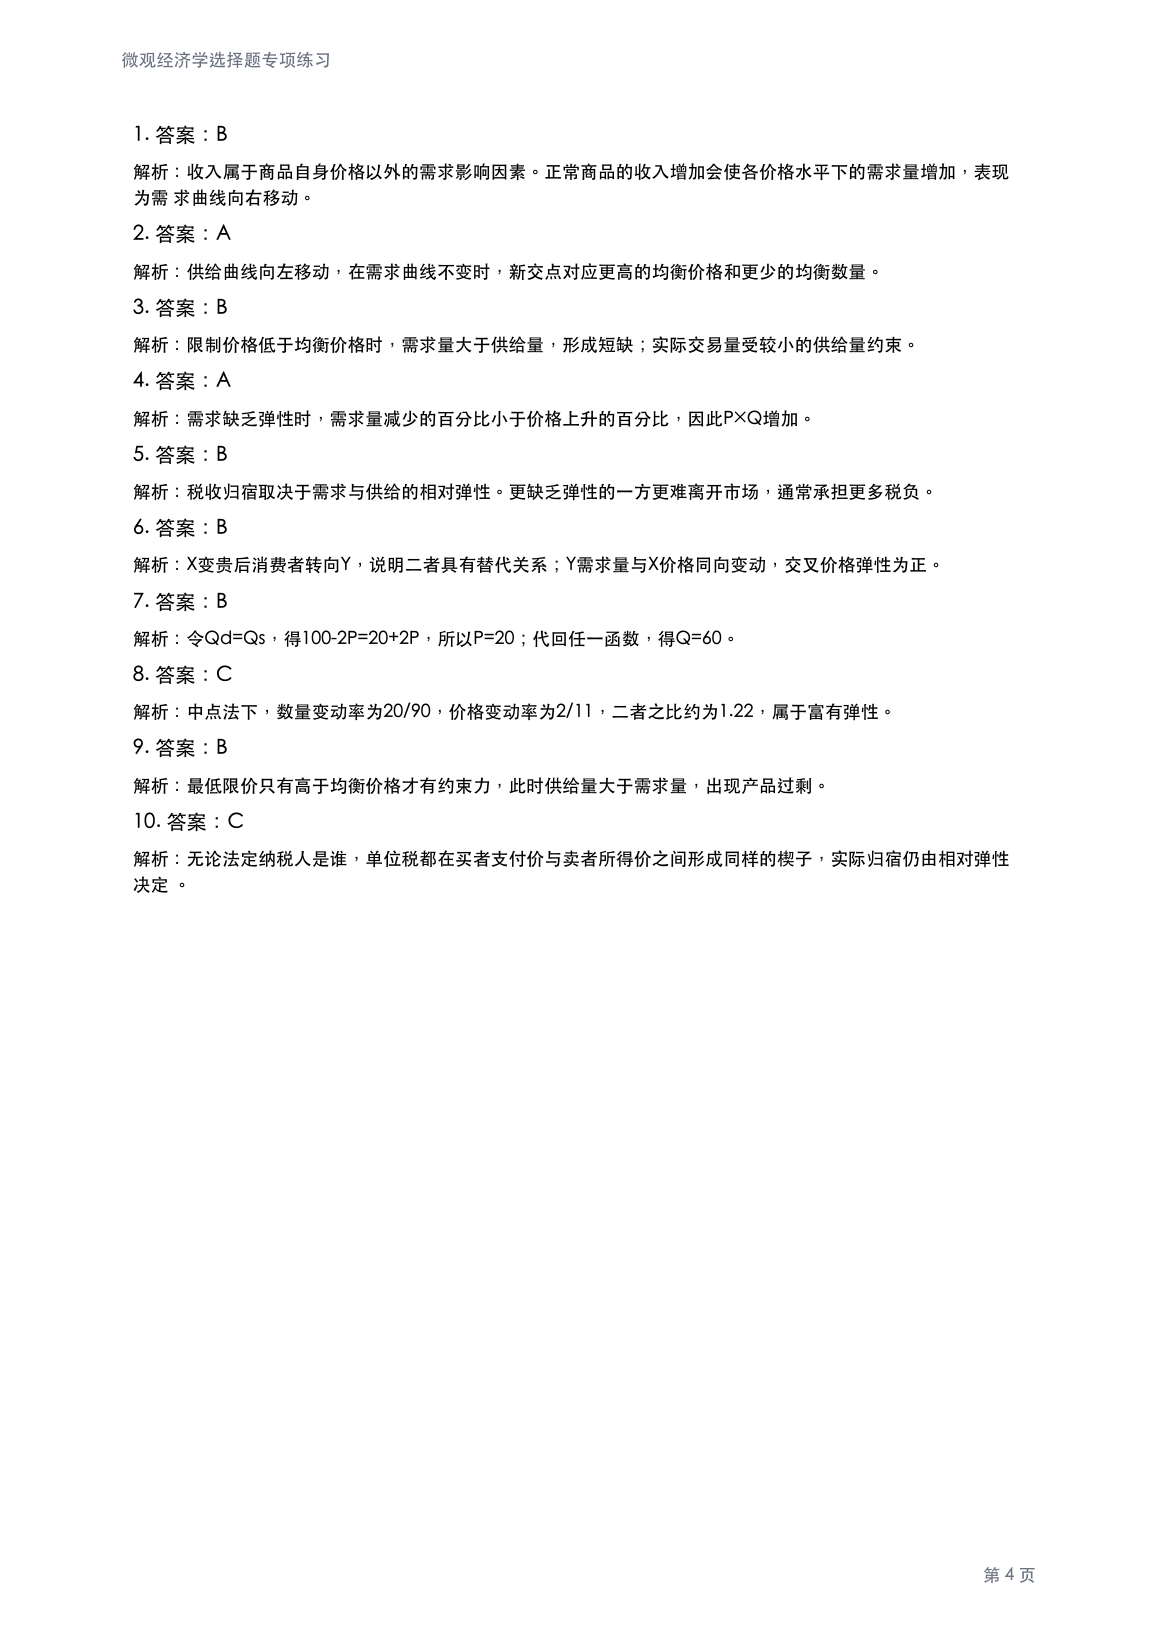 微观经济学选择题专项练习
1. 答案：B
解析：收入属于商品自身价格以外的需求影响因素。正常商品的收入增加会使各价格水平下的需求量增加，表现
为需 求曲线向右移动。
2. 答案：A
解析：供给曲线向左移动，在需求曲线不变时，新交点对应更高的均衡价格和更少的均衡数量。
3. 答案：B
解析：限制价格低于均衡价格时，需求量大于供给量，形成短缺；实际交易量受较小的供给量约束。
4. 答案：A
解析：需求缺乏弹性时，需求量减少的百分比小于价格上升的百分比，因此P×Q增加。
5. 答案：B
解析：税收归宿取决于需求与供给的相对弹性。更缺乏弹性的一方更难离开市场，通常承担更多税负。
6. 答案：B
解析：X变贵后消费者转向Y，说明二者具有替代关系；Y需求量与X价格同向变动，交叉价格弹性为正。
7. 答案：B
解析：令Qd=Qs，得100-2P=20+2P，所以P=20；代回任一函数，得Q=60。
8. 答案：C
解析：中点法下，数量变动率为20/90，价格变动率为2/11，二者之比约为1.22，属于富有弹性。
9. 答案：B
解析：最低限价只有高于均衡价格才有约束力，此时供给量大于需求量，出现产品过剩。
10. 答案：C
解析：无论法定纳税人是谁，单位税都在买者支付价与卖者所得价之间形成同样的楔子，实际归宿仍由相对弹性
决定 。
第 4 页